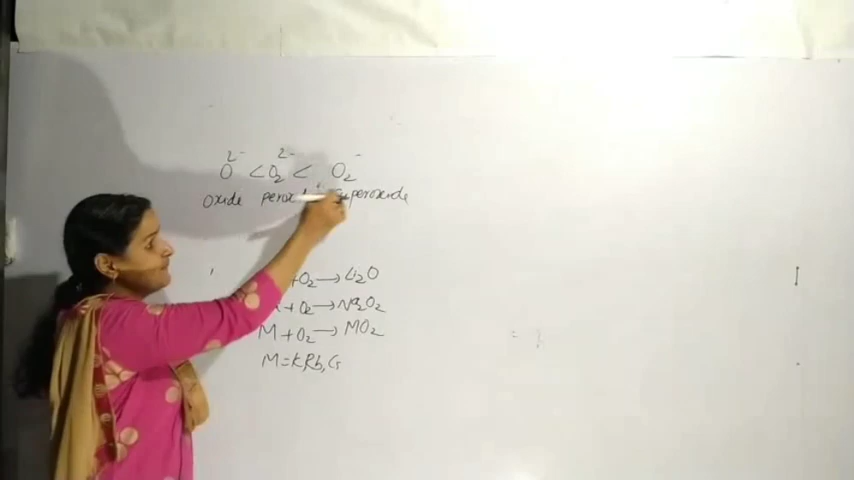 O²⁻ < O₂²⁻ < O₂⁻
Oxide superoxide
+O₂ → Li₂O
+ O₂ → Na₂O₂
M + O₂ → MO₂
M = K, Rb, Cs